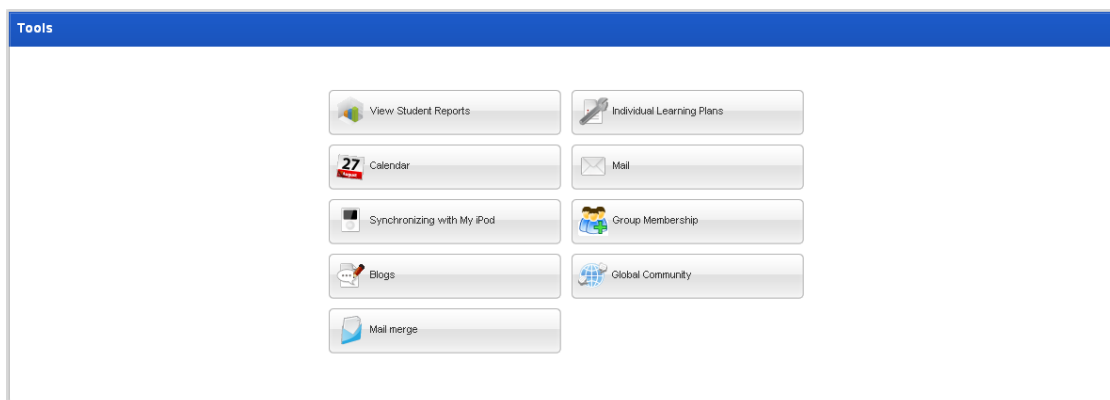 Tools
View Student Reports
Individual Learning Plans
27
August
Calendar
Mail
Synchronizing with My iPod
Group Membership
Blogs
Global Community
Mail merge